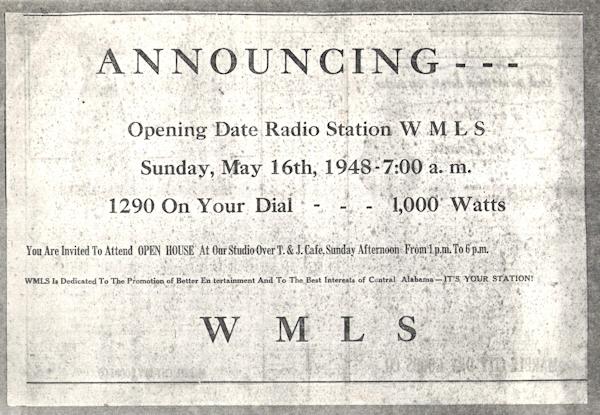 ANNOUNCING - - -
Opening Date Radio Station W M L S
Sunday, May 16th, 1948-7:00 a. m.
1290 On Your Dial - - - 1,000 Watts
You Are Invited To Attend OPEN HOUSE At Our Studio Over T. & J. Cafe, Sunday Afternoon From 1 p.m. To 6 p.m.
WMLS Is Dedicated To The Promotion of Better En tertainment And To The Best Interests of Central Alabama—IT'S YOUR STATION!
W M L S